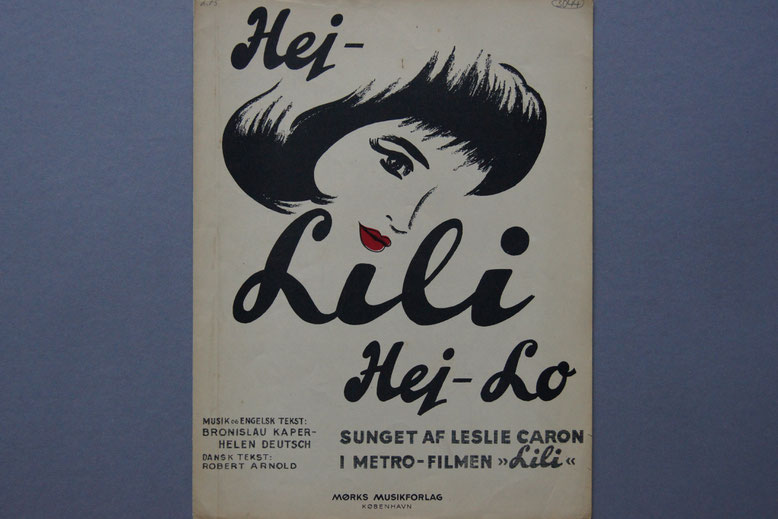 Hej-
Lili
Hej-Lo
MUSIK OG ENGELSK TEKST:
BRONISLAU KAPER-
HELEN DEUTSCH
DANSK TEKST:
ROBERT ARNOLD
SUNGET AF LESLIE CARON
I METRO-FILMEN »Lili«
MØRKS MUSIKFORLAG
KØBENHAVN